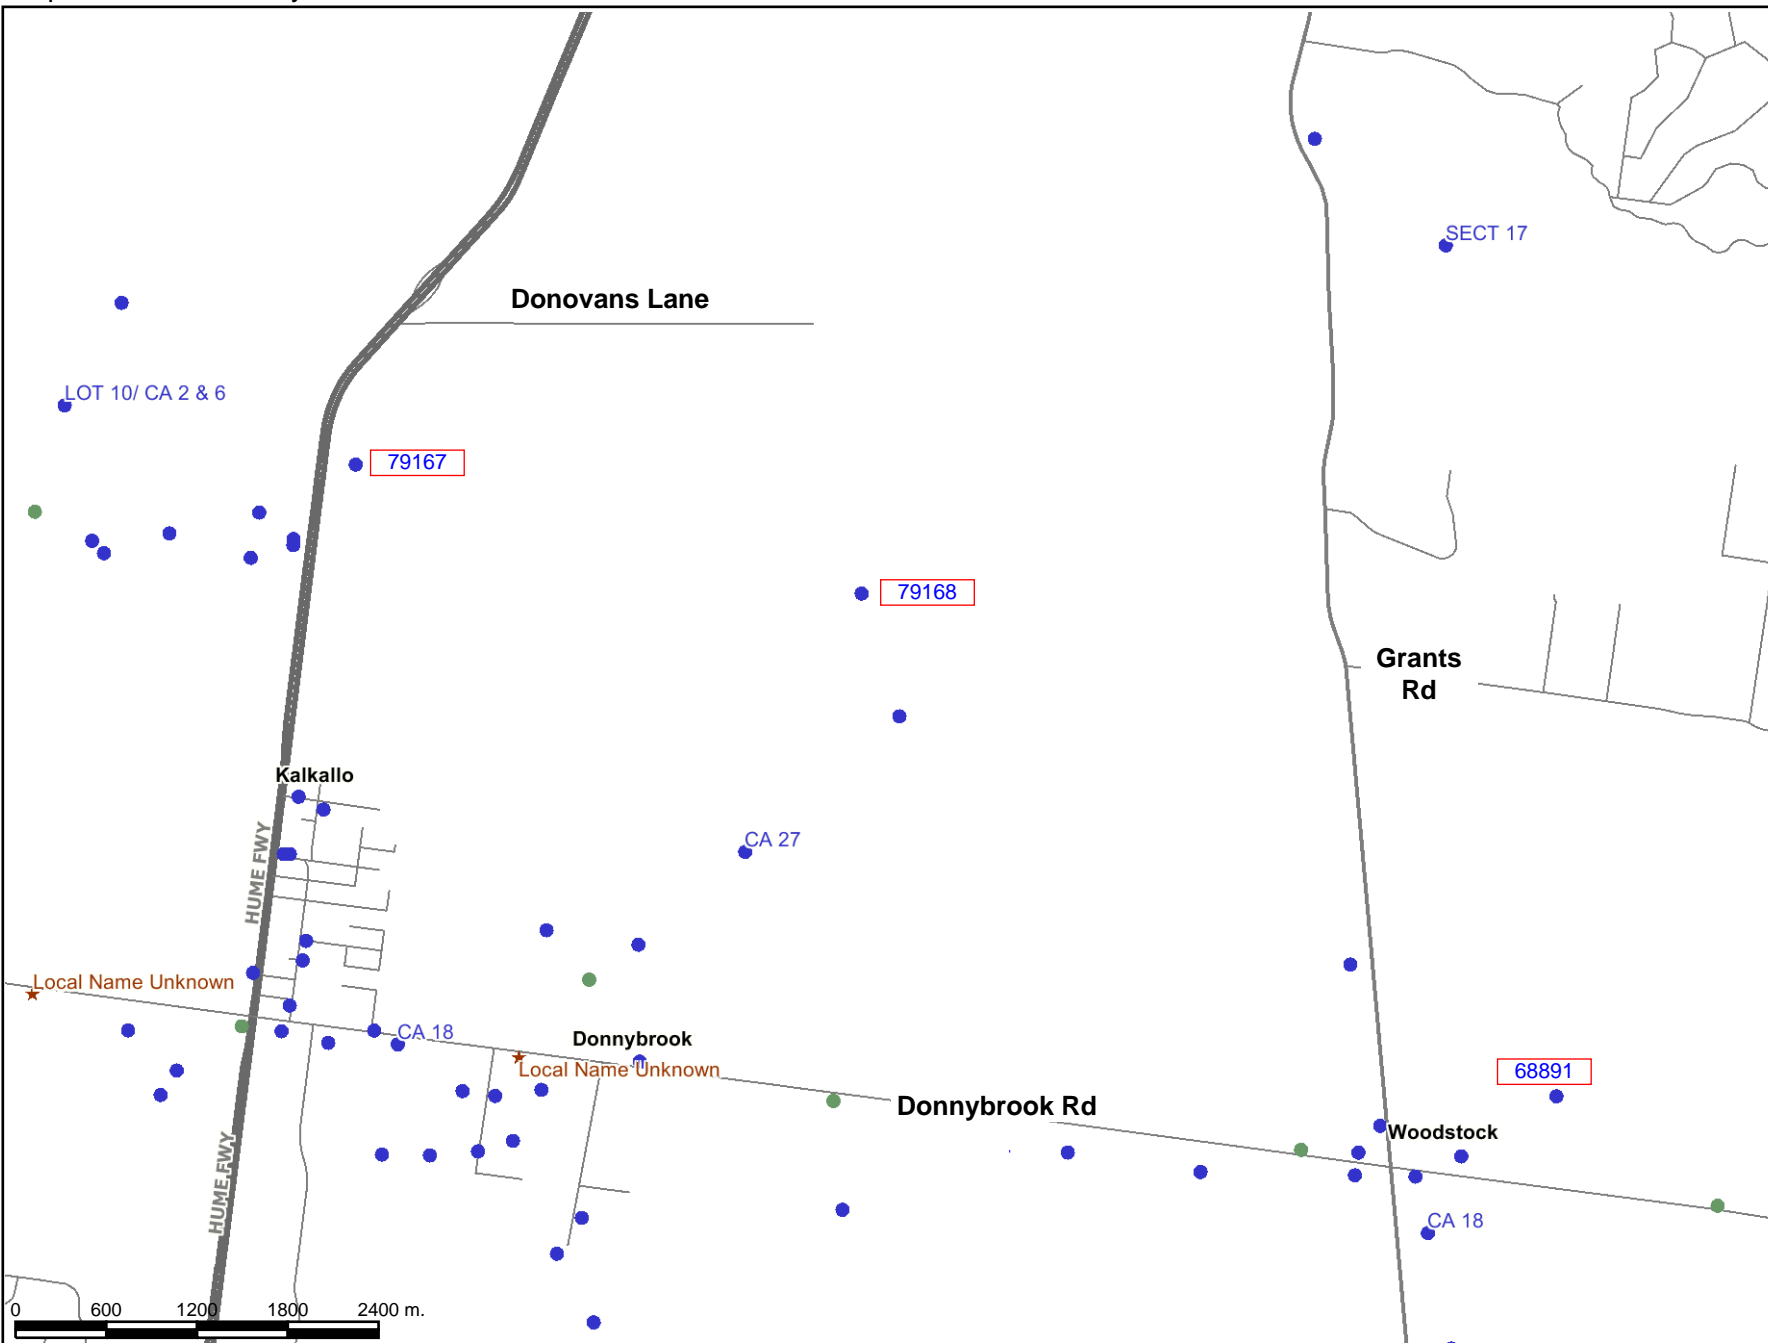 SECT 17
Donovans Lane
LOT 10/ CA 2 & 6
79167
79168
Grants
Rd
Kalkallo
HUME FWY
CA 27
Local Name Unknown
CA 18
Donnybrook
Local Name Unknown
68891
Donnybrook Rd
Woodstock
HUME FWY
CA 18
0 600 1200 1800 2400 m.